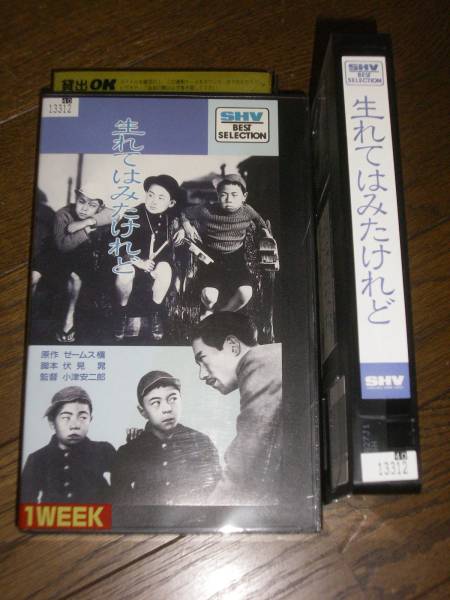 貸出OK
40
13312
SHV
BEST
SELECTION
生れてはみたけれど
原作 ゼームス槇
脚本 伏見 晁
監督 小津安二郎
1WEEK
SHV
BEST
SELECTION
生れてはみたけれど
SHV
40
13312